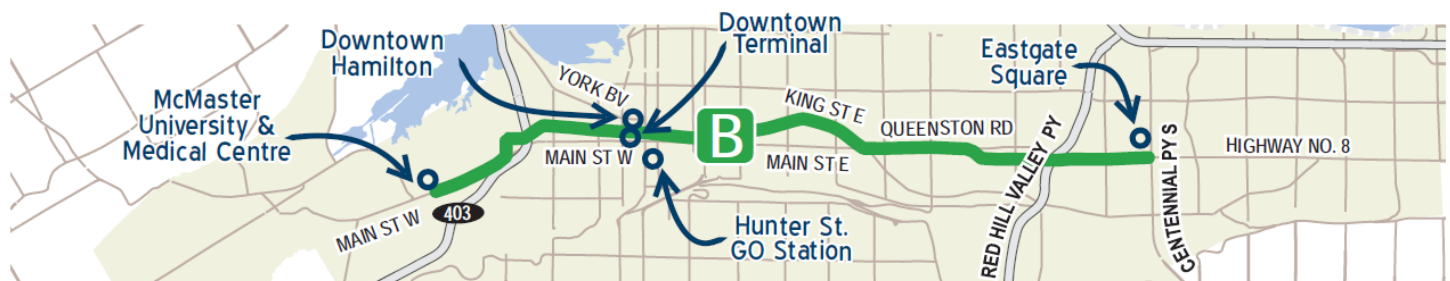 Downtown
Hamilton
Downtown
Terminal
Eastgate
Square
McMaster
University &
Medical Centre
YORK BV
KING ST E
QUEENSTON RD
B
MAIN ST W
MAIN ST E
HIGHWAY NO. 8
RED HILL VALLEY PY
CENTENNIAL PY S
MAIN ST W
403
Hunter St.
GO Station